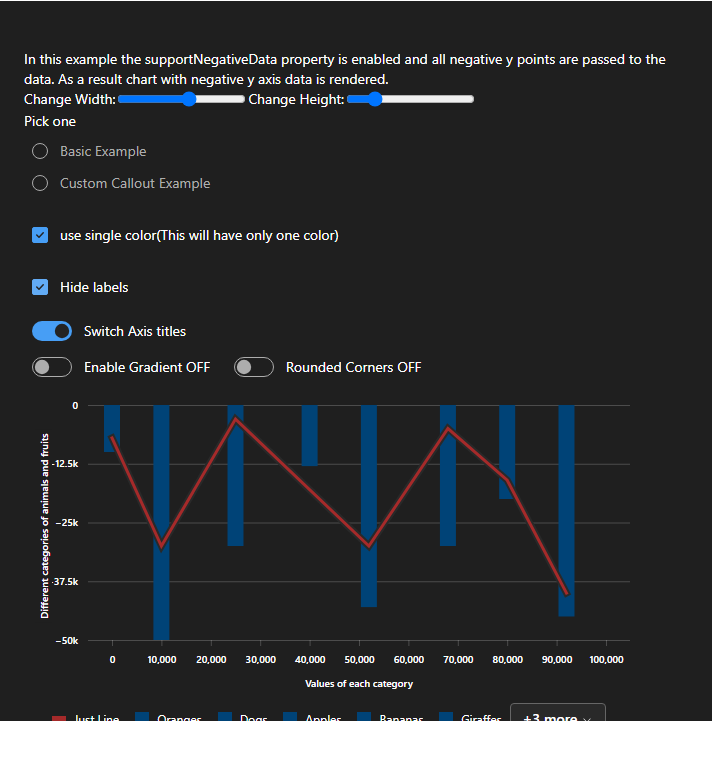 In this example the supportNegativeData property is enabled and all negative y points are passed to the
data. As a result chart with negative y axis data is rendered.
Change Width: Change Height:
Pick one
Basic Example
Custom Callout Example
use single color(This will have only one color)
Hide labels
Switch Axis titles
Enable Gradient OFF Rounded Corners OFF
0
-12.5k
−25k
-37.5k
−50k
Different categories of animals and fruits
0 10,000 20,000 30,000 40,000 50,000 60,000 70,000 80,000 90,000 100,000
Values of each category
Just Line Oranges Dogs Apples Bananas Giraffes +3 more